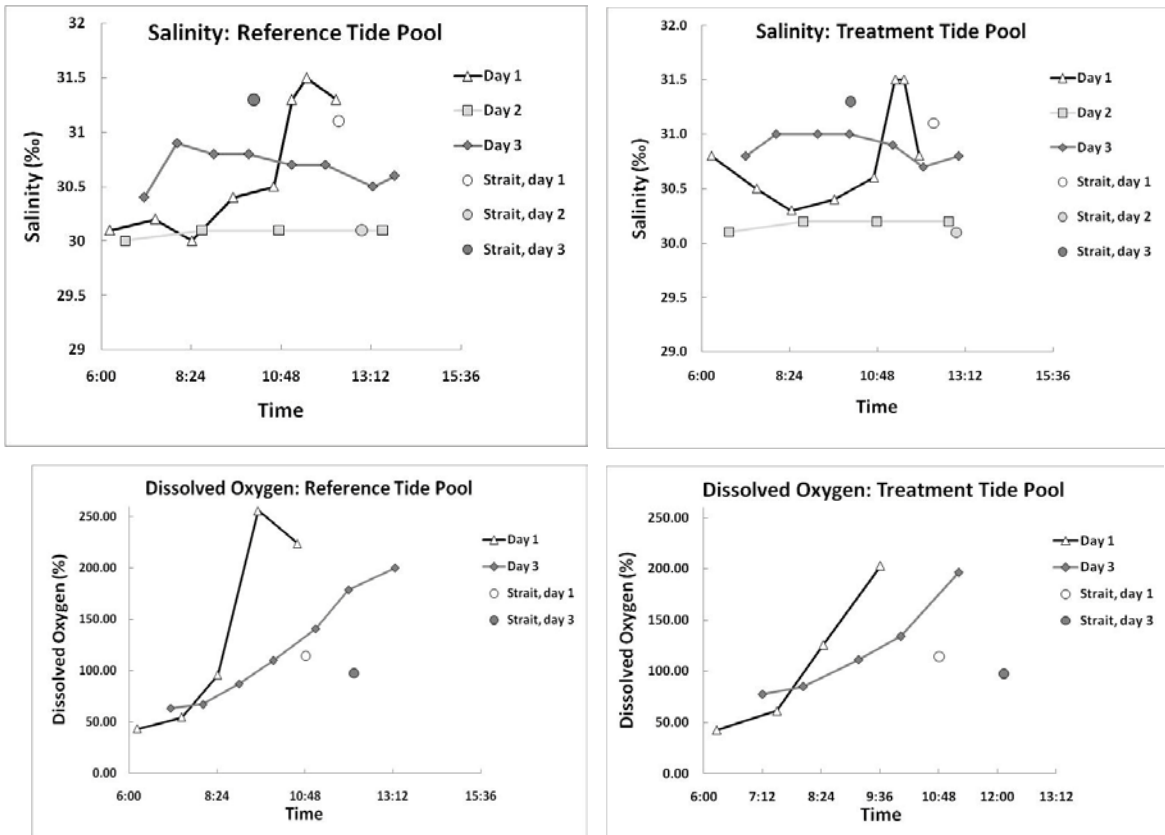 Salinity: Reference Tide Pool
32
31.5
31
30.5
30
29.5
29
Salinity (‰)
6:00 8:24 10:48 13:12 15:36
Time
Day 1
Day 2
Day 3
Strait, day 1
Strait, day 2
Strait, day 3
Salinity: Treatment Tide Pool
32.0
31.5
31.0
30.5
30.0
29.5
29.0
Salinity (‰)
6:00 8:24 10:48 13:12 15:36
Time
Day 1
Day 2
Day 3
Strait, day 1
Strait, day 2
Strait, day 3
Dissolved Oxygen: Reference Tide Pool
250.00
200.00
150.00
100.00
50.00
0.00
Dissolved Oxygen (%)
6:00 8:24 10:48 13:12 15:36
Time
Day 1
Day 3
Strait, day 1
Strait, day 3
Dissolved Oxygen: Treatment Tide Pool
250.00
200.00
150.00
100.00
50.00
0.00
Dissolved Oxygen (%)
6:00 7:12 8:24 9:36 10:48 12:00 13:12
Time
Day 1
Day 3
Strait, day 1
Strait, day 3